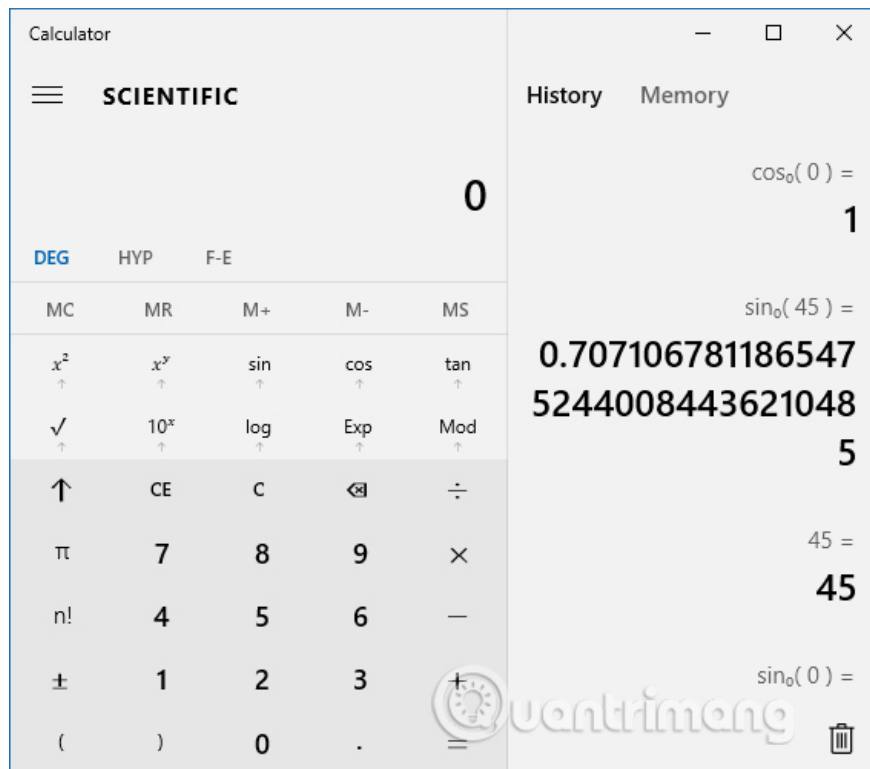 Calculator
SCIENTIFIC
0
DEG HYP F-E
MC MR M+ M- MS
x² xʸ sin cos tan
√ 10ˣ log Exp Mod
↑ CE C ÷
π 7 8 9 ×
n! 4 5 6 −
± 1 2 3 +
( ) 0 . =
History Memory
cos₀( 0 ) =
1
sin₀( 45 ) =
0.707106781186547
5244008443621048
5
45 =
45
sin₀( 0 ) =
Quantrimang